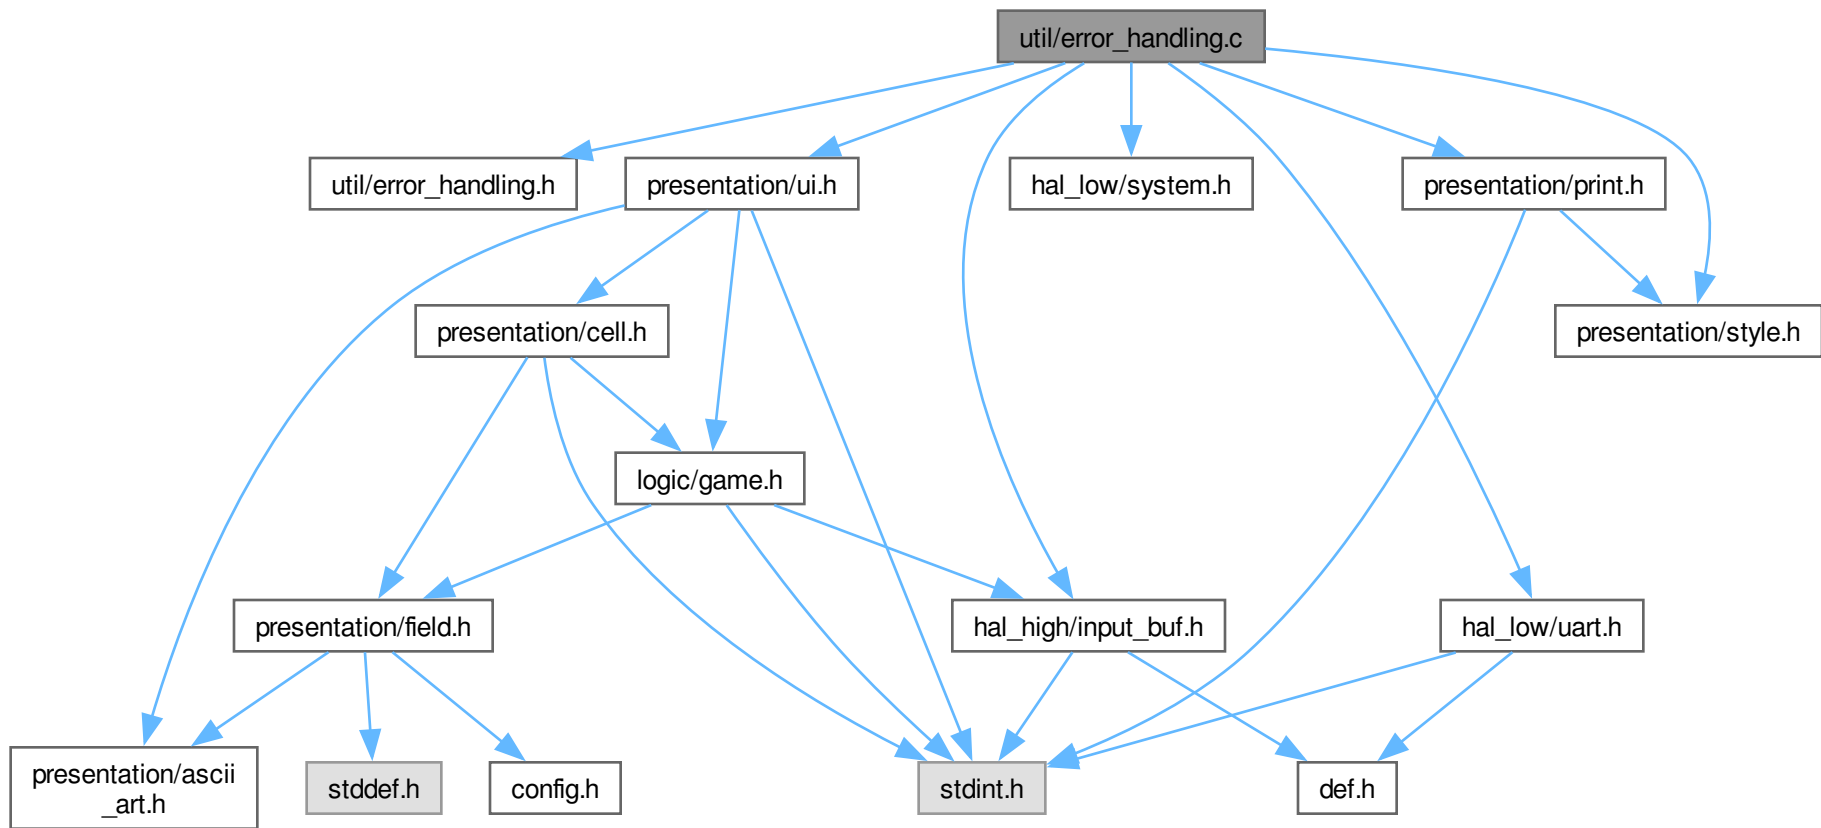 util/error_handling.c
util/error_handling.h
presentation/ui.h
hal_low/system.h
presentation/print.h
presentation/cell.h
presentation/style.h
logic/game.h
presentation/field.h
hal_high/input_buf.h
hal_low/uart.h
presentation/ascii
_art.h
stddef.h
config.h
stdint.h
def.h